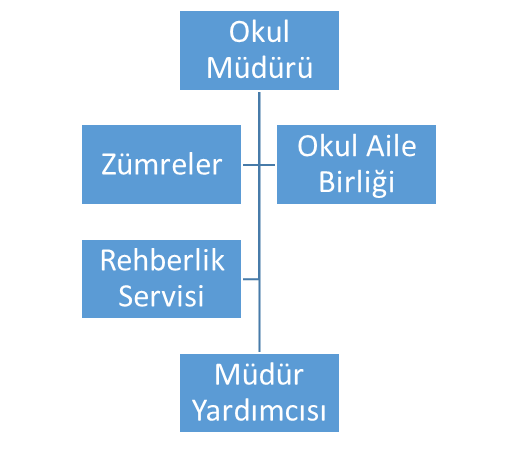 Okul
Müdürü
Zümreler
Okul Aile
Birliği
Rehberlik
Servisi
Müdür
Yardımcısı